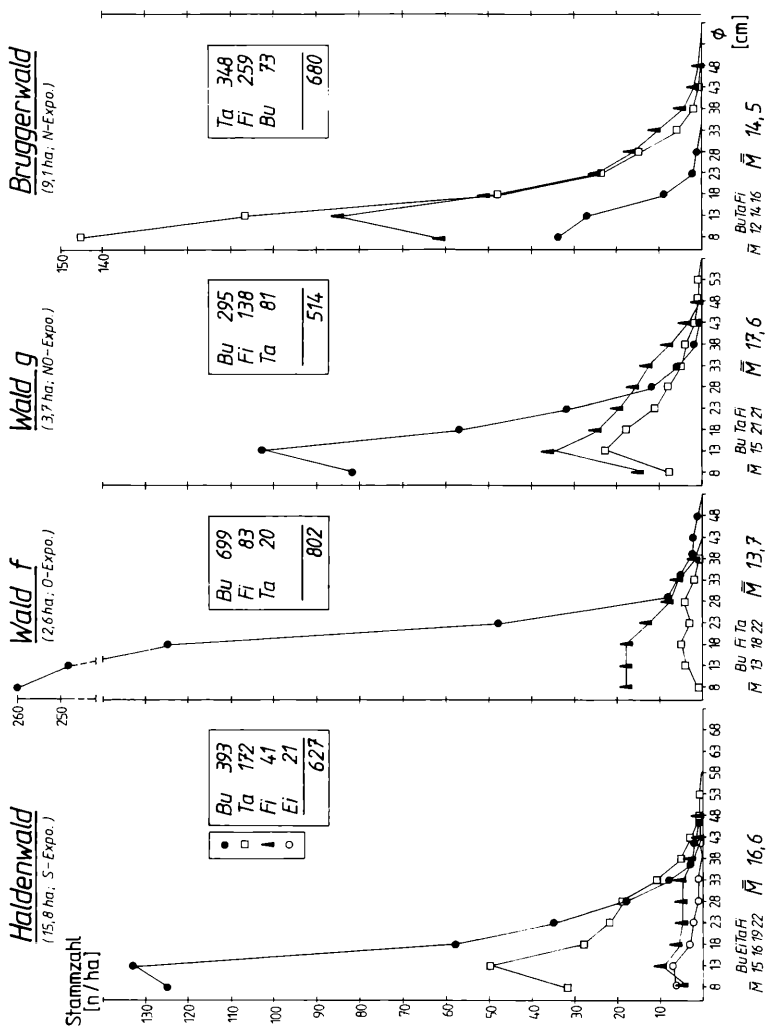 Haldenwald
(15,8 ha; S-Expo.)
Wald f
(2,6 ha; O-Expo.)
Wald g
(3,7 ha; NO-Expo.)
Bruggerwald
(9,1 ha; N-Expo.)
Stammzahl
[n/ha]
260
250
150
140
130
120
110
100
90
80
70
60
50
40
30
20
10
Bu 393
Ta 172
Fi 41
Ei 21
627
Bu 699
Fi 83
Ta 20
802
Bu 295
Fi 138
Ta 81
514
Ta 348
Fi 259
Bu 73
680
8 13 18 23 28 33 38 43 48 53 58 63 68
8 13 18 23 28 33 38 43 48
8 13 18 23 28 33 38 43 48 53
8 13 18 23 28 33 38 43 48 Φ
[cm]
Bu Ei Ta Fi
M̄ 15 16 19 22 M̄ 16,6
Bu Fi Ta
M̄ 13 18 22 M̄ 13,7
Bu Ta Fi
M̄ 15 21 21 M̄ 17,6
Bu Ta Fi
M̄ 12 14 16 M̄ 14,5